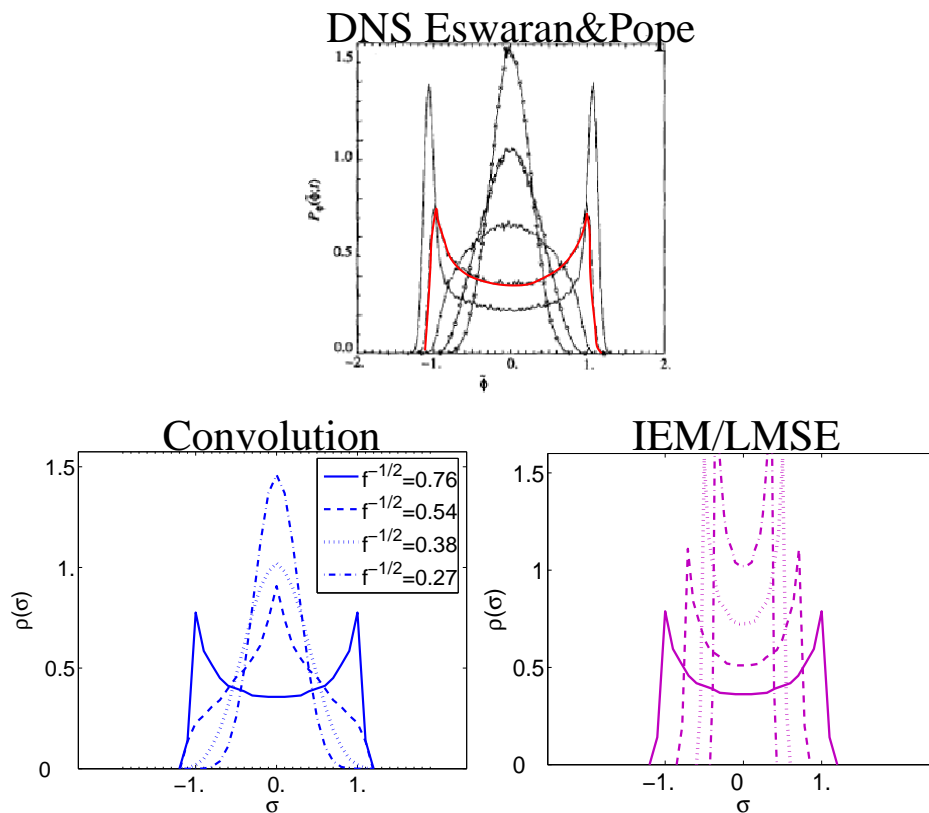 DNS Eswaran&Pope
1.5
1.0
0.5
0.0
-2. -1. 0. 1. 2.
P_Φ(Φ̃;t)
Φ̃
Convolution
1.5
1.
0.5
0
−1. 0. 1.
ρ(σ)
σ
f^{-1/2}=0.76
f^{-1/2}=0.54
f^{-1/2}=0.38
f^{-1/2}=0.27
IEM/LMSE
1.5
1.
0.5
0
−1. 0. 1.
ρ(σ)
σ